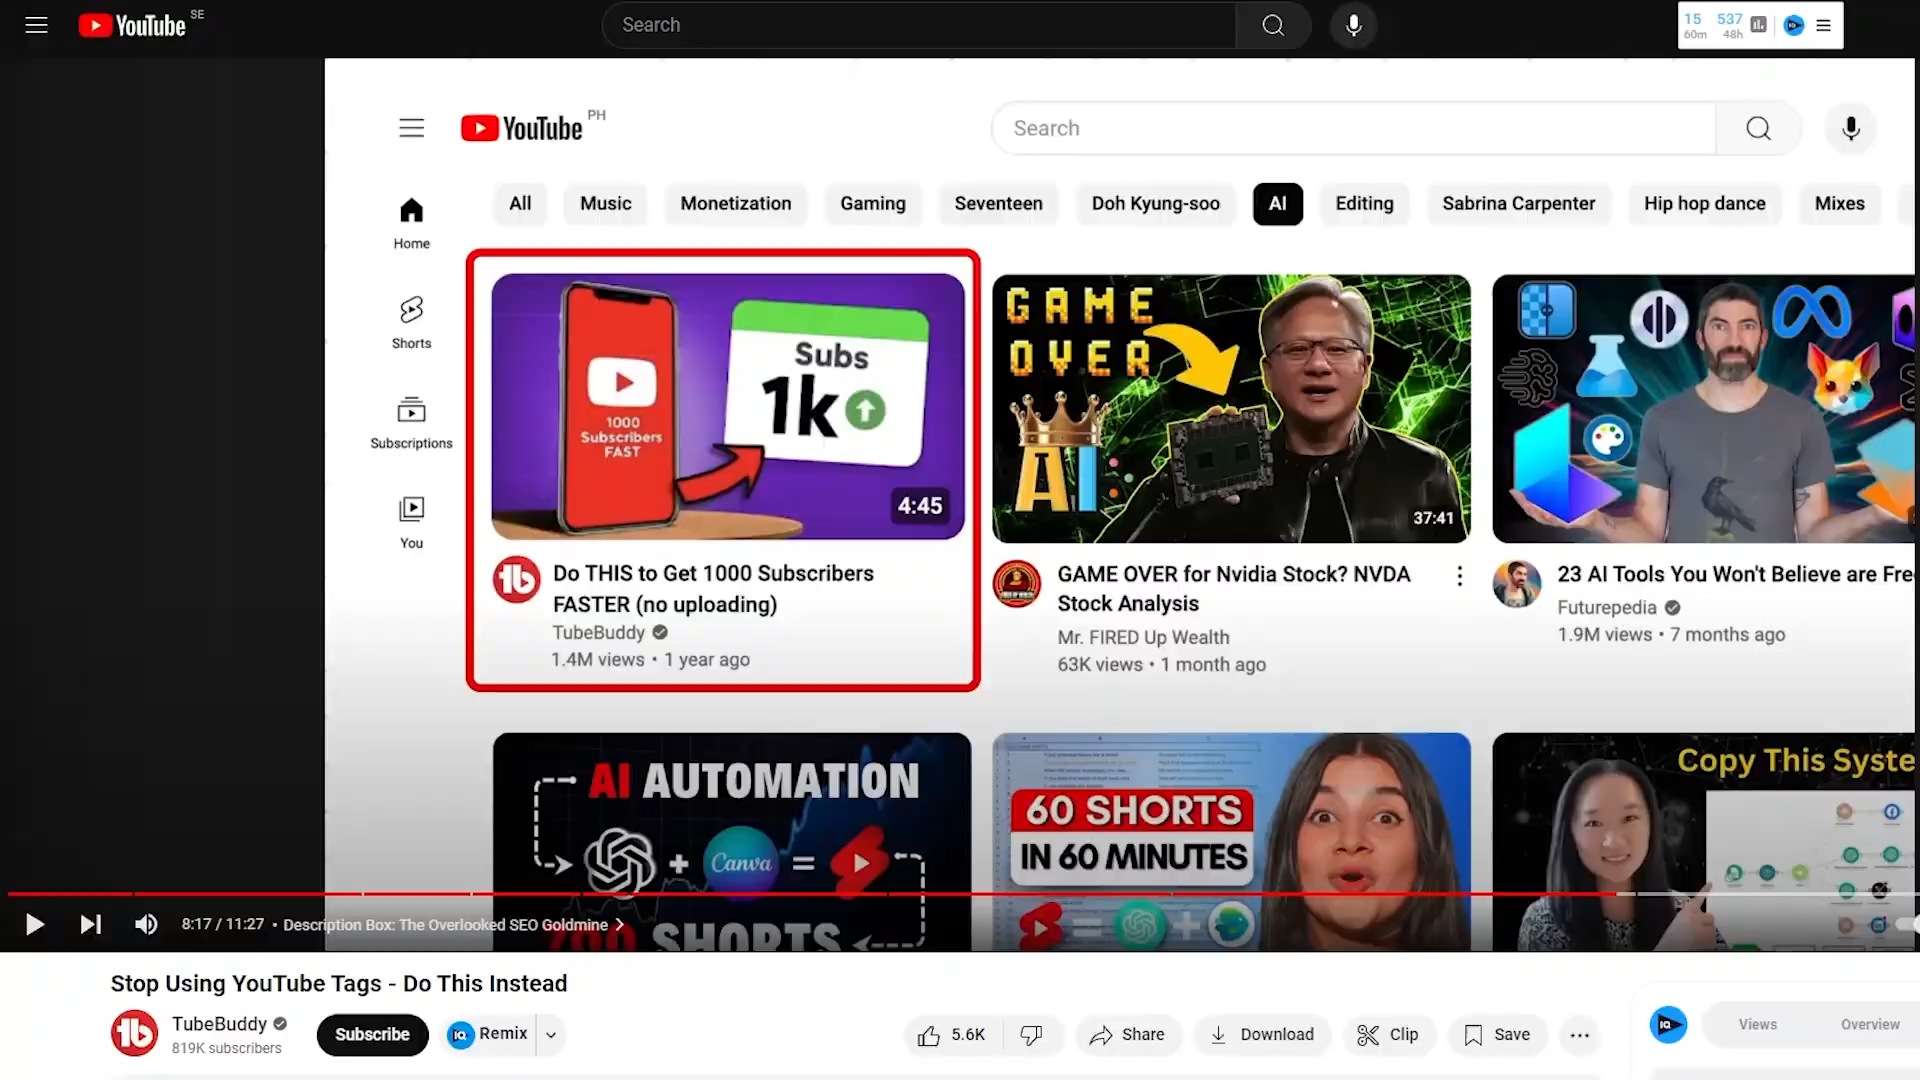 YouTube SE
Search
15 537
60m 48h
YouTube PH
Search
All Music Monetization Gaming Seventeen Doh Kyung-soo AI Editing Sabrina Carpenter Hip hop dance Mixes
Home
Shorts
Subscriptions
You
1000
Subscribers
FAST
Subs
1k
4:45
Do THIS to Get 1000 Subscribers
FASTER (no uploading)
TubeBuddy
1.4M views • 1 year ago
GAME
OVER
AI
37:41
GAME OVER for Nvidia Stock? NVDA
Stock Analysis
Mr. FIRED Up Wealth
63K views • 1 month ago
23 AI Tools You Won't Believe are Fre
Futurepedia
1.9M views • 7 months ago
AI AUTOMATION
+ Canva =
SHORTS
60 SHORTS
IN 60 MINUTES
= +
Copy This Syste
8:17 / 11:27 • Description Box: The Overlooked SEO Goldmine
Stop Using YouTube Tags - Do This Instead
TubeBuddy
819K subscribers
Subscribe
Remix
5.6K
Share
Download
Clip
Save
Views
Overview